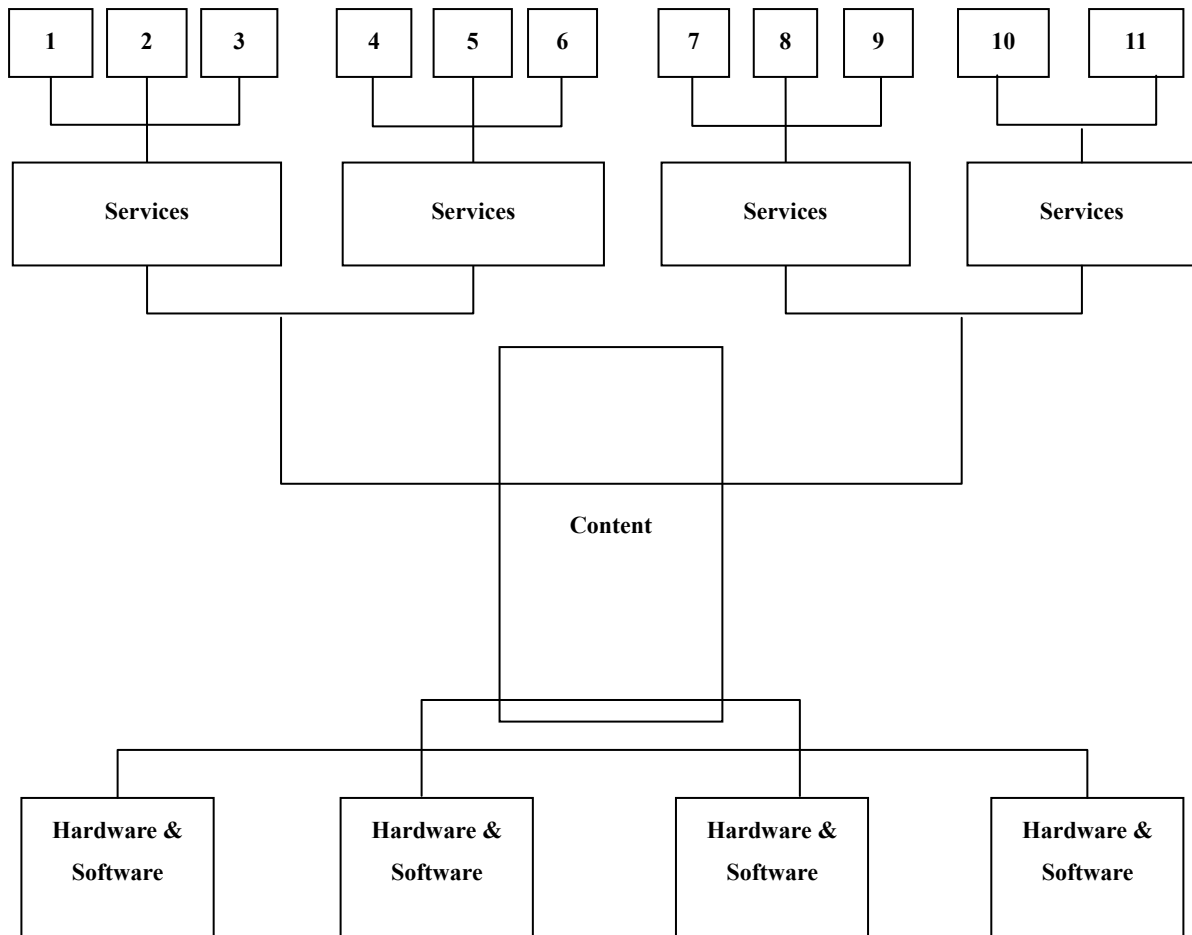 1 2 3 4 5 6 7 8 9 10 11
Services Services Services Services
Content
Hardware & Hardware & Hardware & Hardware &
Software Software Software Software